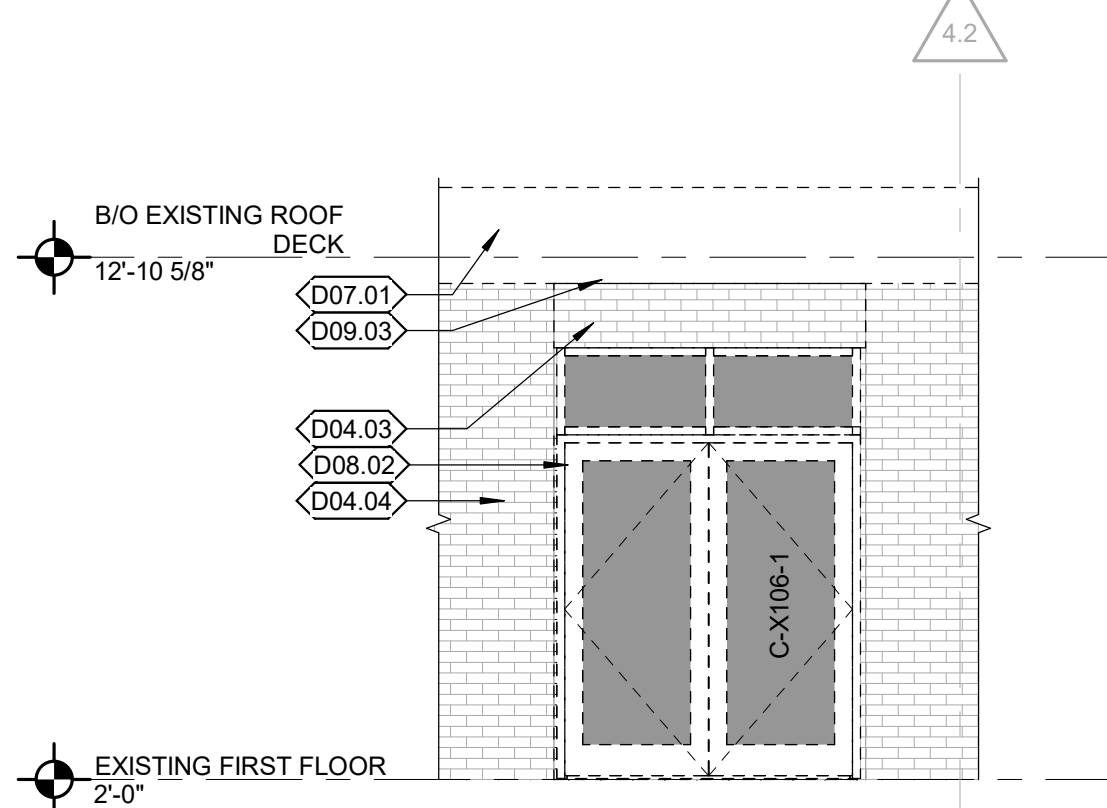 4.2
B/O EXISTING ROOF
DECK
12'-10 5/8"
D07.01
D09.03
D04.03
D08.02
D04.04
C-X106-1
EXISTING FIRST FLOOR
2'-0"